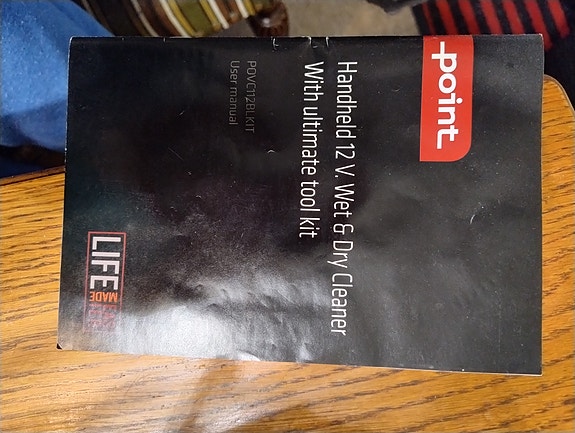 point
Handheld 12 V. Wet & Dry Cleaner
With ultimate tool kit
POVC112BLKIT
User manual
LIFE
MADE